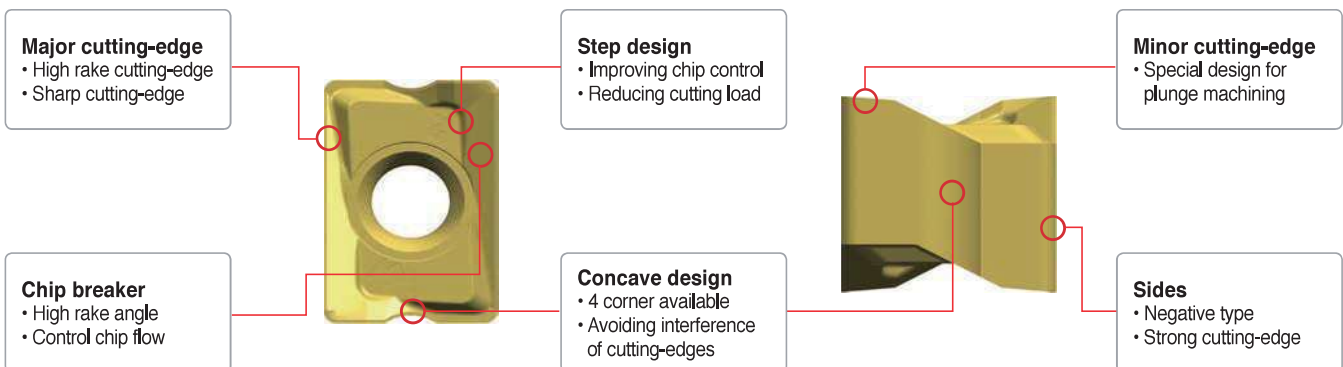 Major cutting-edge
• High rake cutting-edge
• Sharp cutting-edge
Step design
• Improving chip control
• Reducing cutting load
Minor cutting-edge
• Special design for
plunge machining
Chip breaker
• High rake angle
• Control chip flow
Concave design
• 4 corner available
• Avoiding interference
of cutting-edges
Sides
• Negative type
• Strong cutting-edge